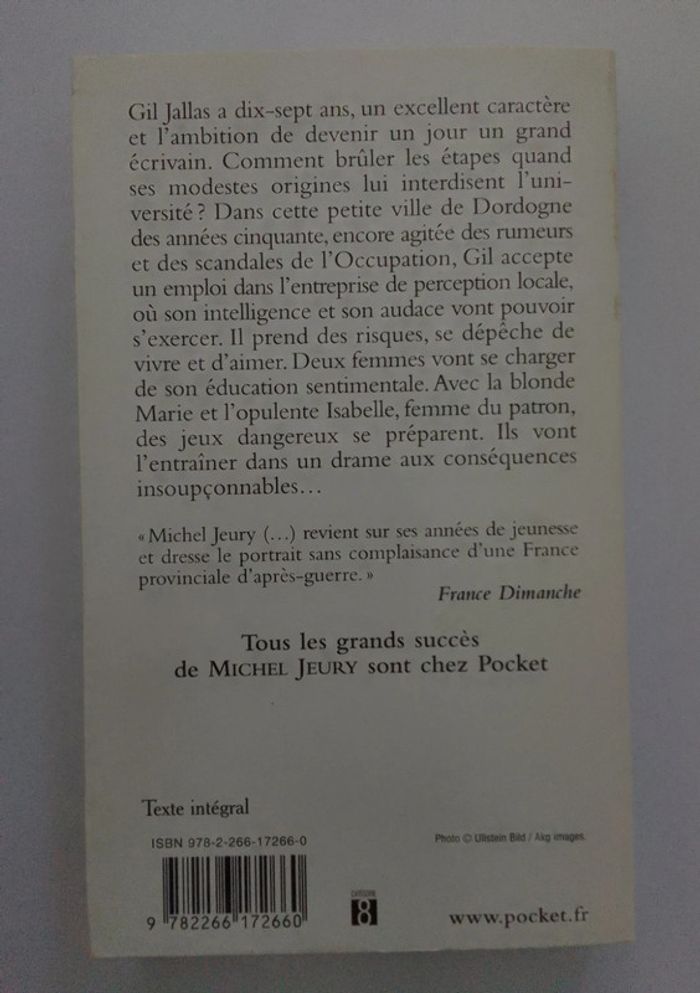 Gil Jallas a dix-sept ans, un excellent caractère
et l'ambition de devenir un jour un grand
écrivain. Comment brûler les étapes quand
ses modestes origines lui interdisent l'uni-
versité ? Dans cette petite ville de Dordogne
des années cinquante, encore agitée des rumeurs
et des scandales de l'Occupation, Gil accepte
un emploi dans l'entreprise de perception locale,
où son intelligence et son audace vont pouvoir
s'exercer. Il prend des risques, se dépêche de
vivre et d'aimer. Deux femmes vont se charger
de son éducation sentimentale. Avec la blonde
Marie et l'opulente Isabelle, femme du patron,
des jeux dangereux se préparent. Ils vont
l'entraîner dans un drame aux conséquences
insoupçonnables…
« Michel Jeury (…) revient sur ses années de jeunesse
et dresse le portrait sans complaisance d'une France
provinciale d'après-guerre. »
France Dimanche
Tous les grands succès
de MICHEL JEURY sont chez Pocket
Texte intégral
ISBN 978-2-266-17266-0
Photo © Ullstein Bild / Akg images.
9 782266 172660
CATÉGORIE
8
www.pocket.fr